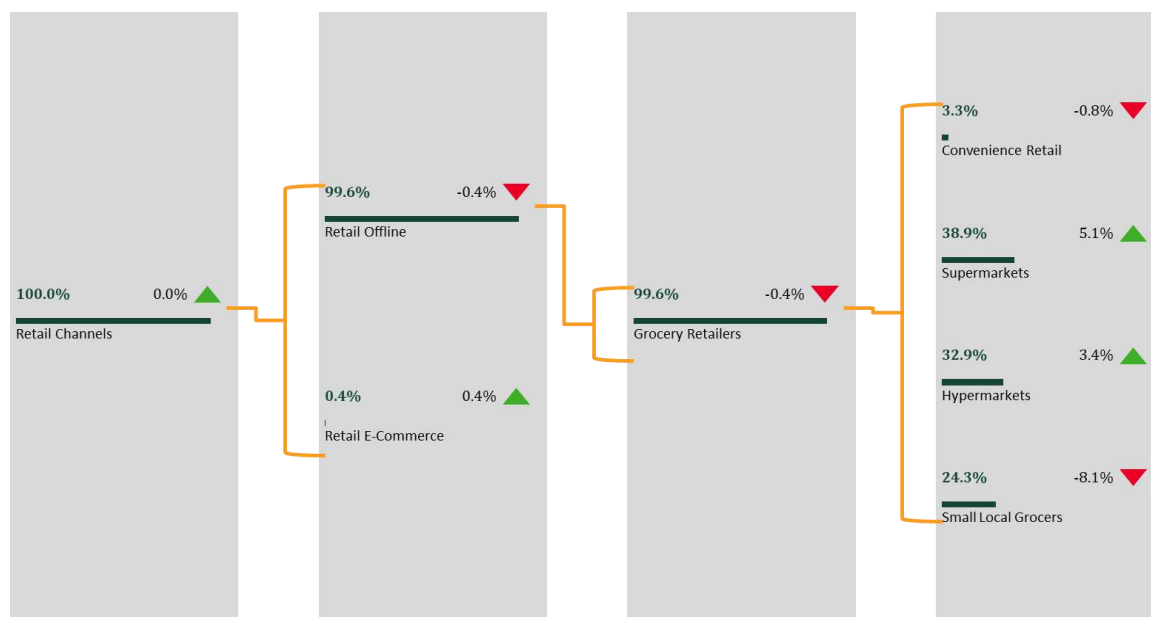 100.0% 0.0%
Retail Channels
99.6% -0.4%
Retail Offline
0.4% 0.4%
Retail E-Commerce
99.6% -0.4%
Grocery Retailers
3.3% -0.8%
Convenience Retail
38.9% 5.1%
Supermarkets
32.9% 3.4%
Hypermarkets
24.3% -8.1%
Small Local Grocers